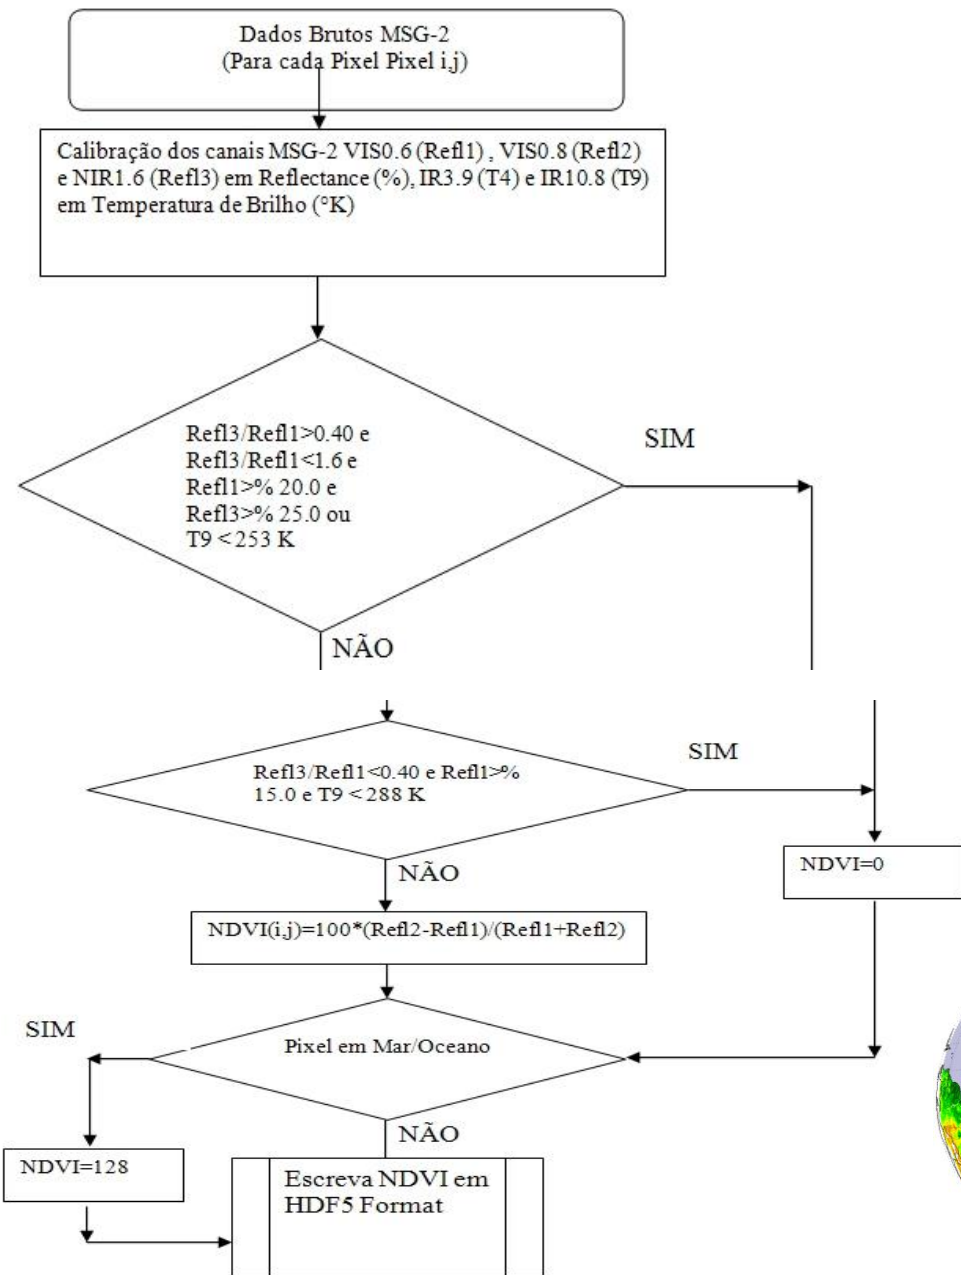 Dados Brutos MSG-2
(Para cada Pixel Pixel i,j)
Calibração dos canais MSG-2 VIS0.6 (Refl1) , VIS0.8 (Refl2)
e NIR1.6 (Refl3) em Reflectance (%), IR3.9 (T4) e IR10.8 (T9)
em Temperatura de Brilho (°K)
Refl3/Refl1>0.40 e
Refl3/Refl1<1.6 e
Refl1>% 20.0 e
Refl3>% 25.0 ou
T9 <253 K
SIM
NÃO
Refl3/Refl1<0.40 e Refl1>%
15.0 e T9 <288 K
SIM
NÃO
NDVI=0
NDVI(i,j)=100*(Refl2-Refl1)/(Refl1+Refl2)
SIM
Pixel em Mar/Oceano
NÃO
NDVI=128
Escreva NDVI em
HDF5 Format